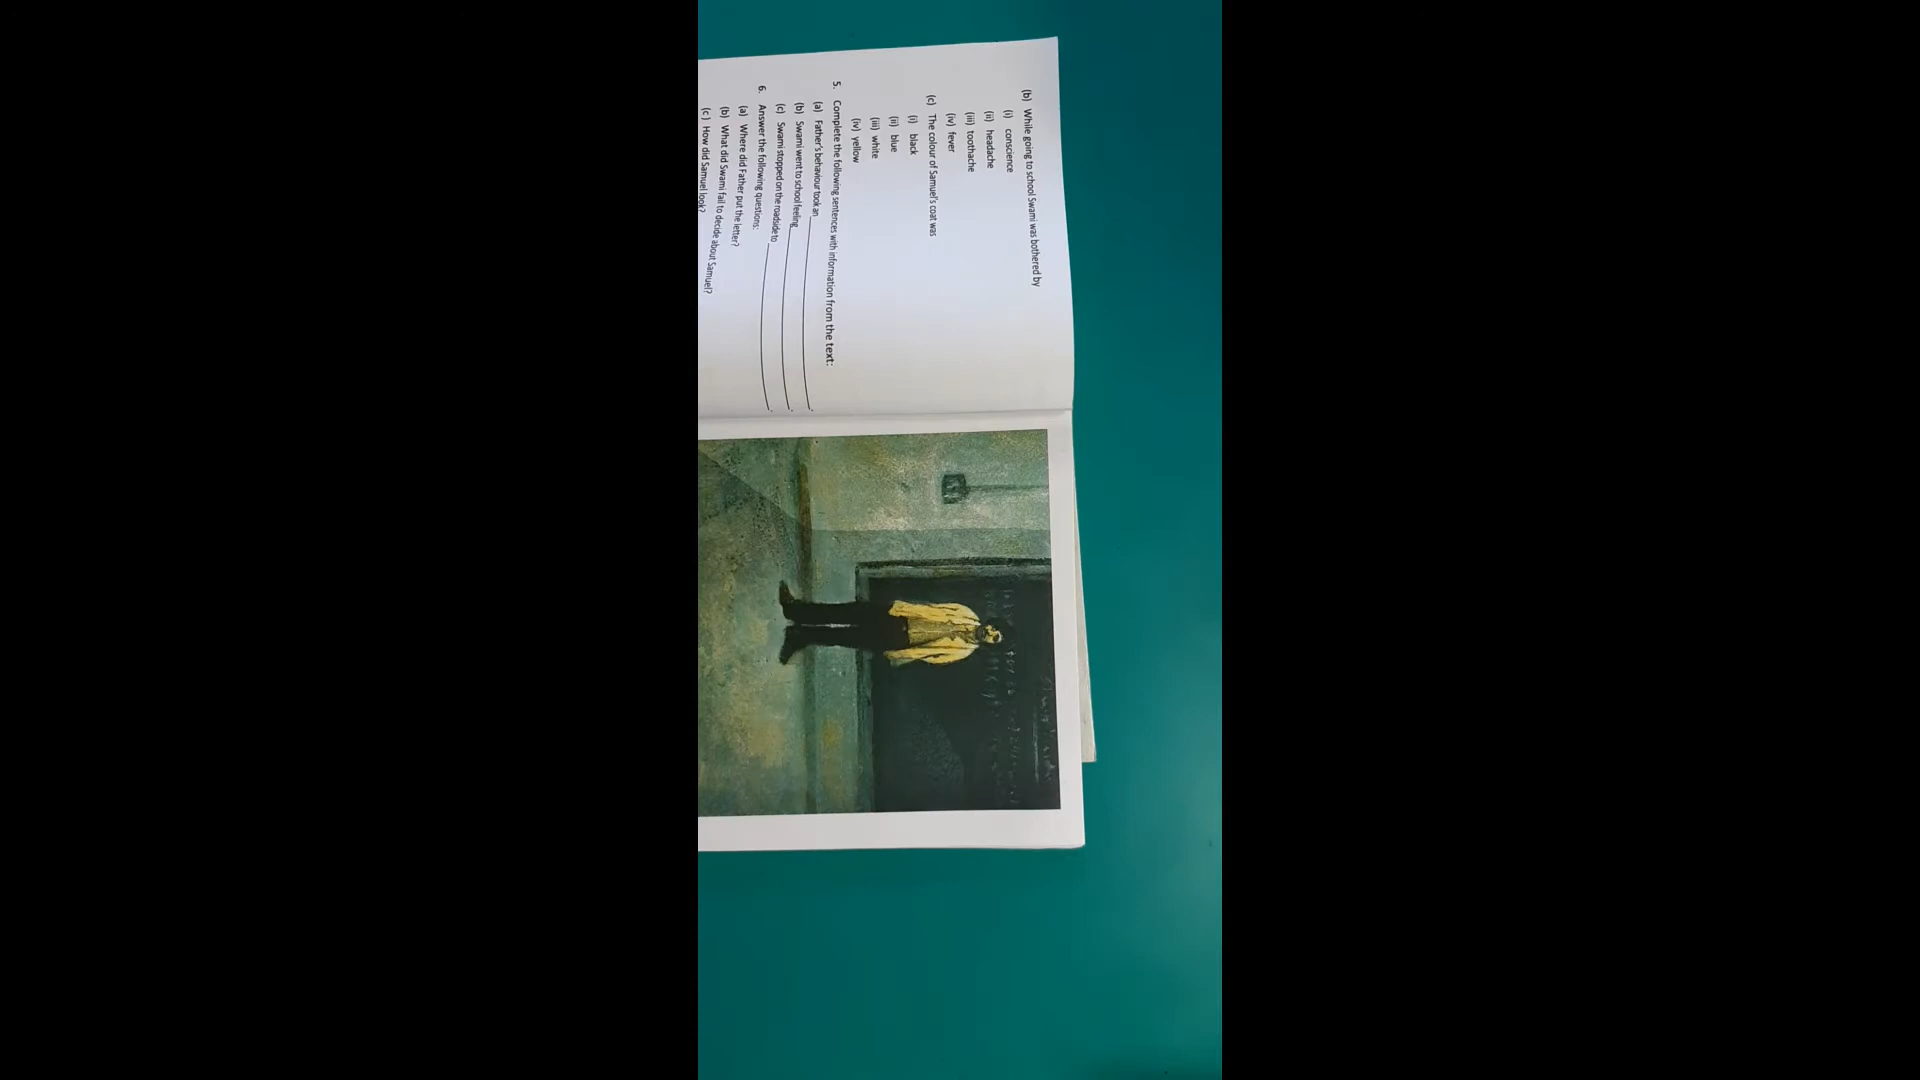 (b) While going to school Swami was bothered by
(i) conscience
(ii) headache
(iii) toothache
(iv) fever
(c) The colour of Samuel's coat was
(i) black
(ii) blue
(iii) white
(iv) yellow
5. Complete the following sentences with information from the text:
(a) Father's behaviour took an ____________________.
(b) Swami went to school feeling ____________________.
(c) Swami stopped on the roadside to ____________________.
6. Answer the following questions:
(a) Where did Father put the letter?
(b) What did Swami fail to decide about Samuel?
(c) How did Samuel look?